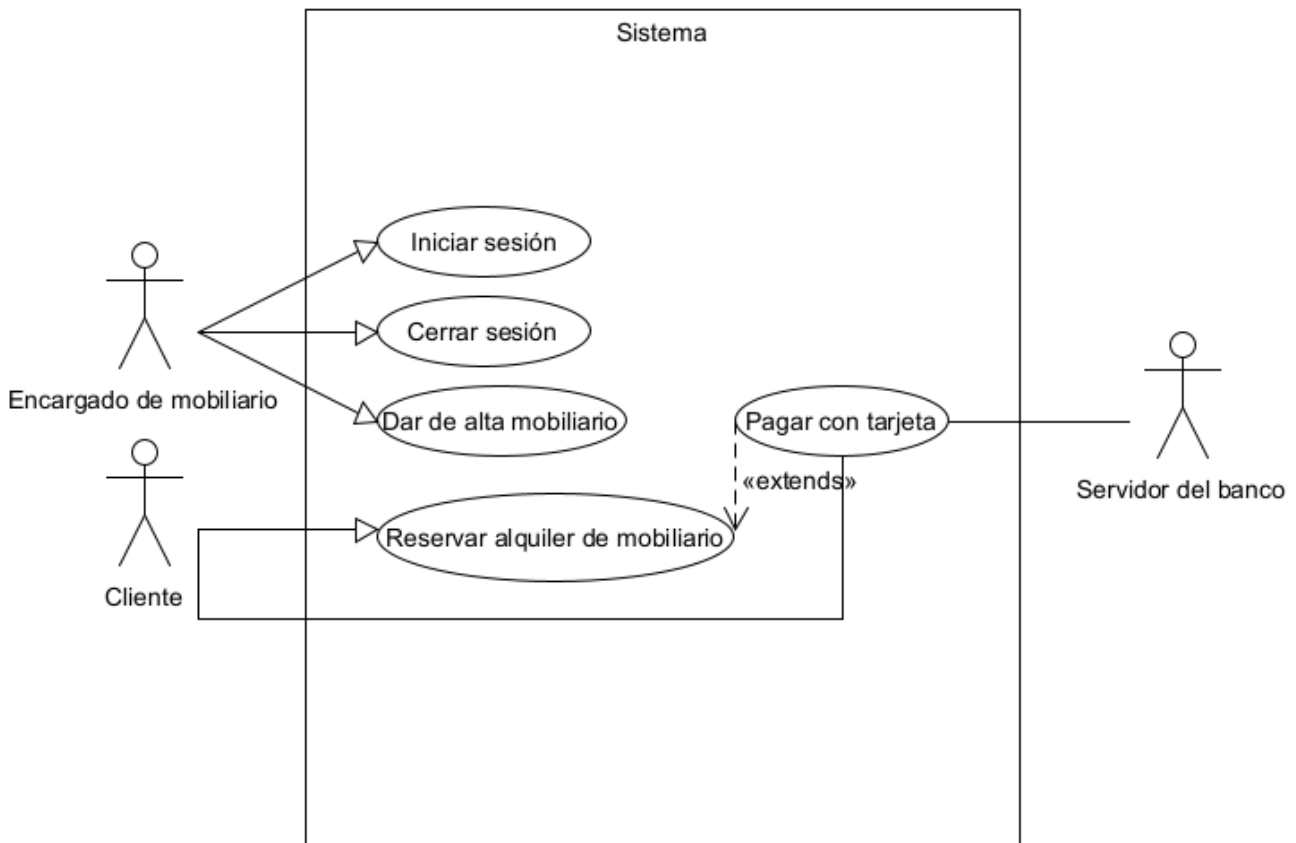 Sistema
Iniciar sesión
Cerrar sesión
Encargado de mobiliario
Dar de alta mobiliario
Pagar con tarjeta
«extends»
Servidor del banco
Reservar alquiler de mobiliario
Cliente